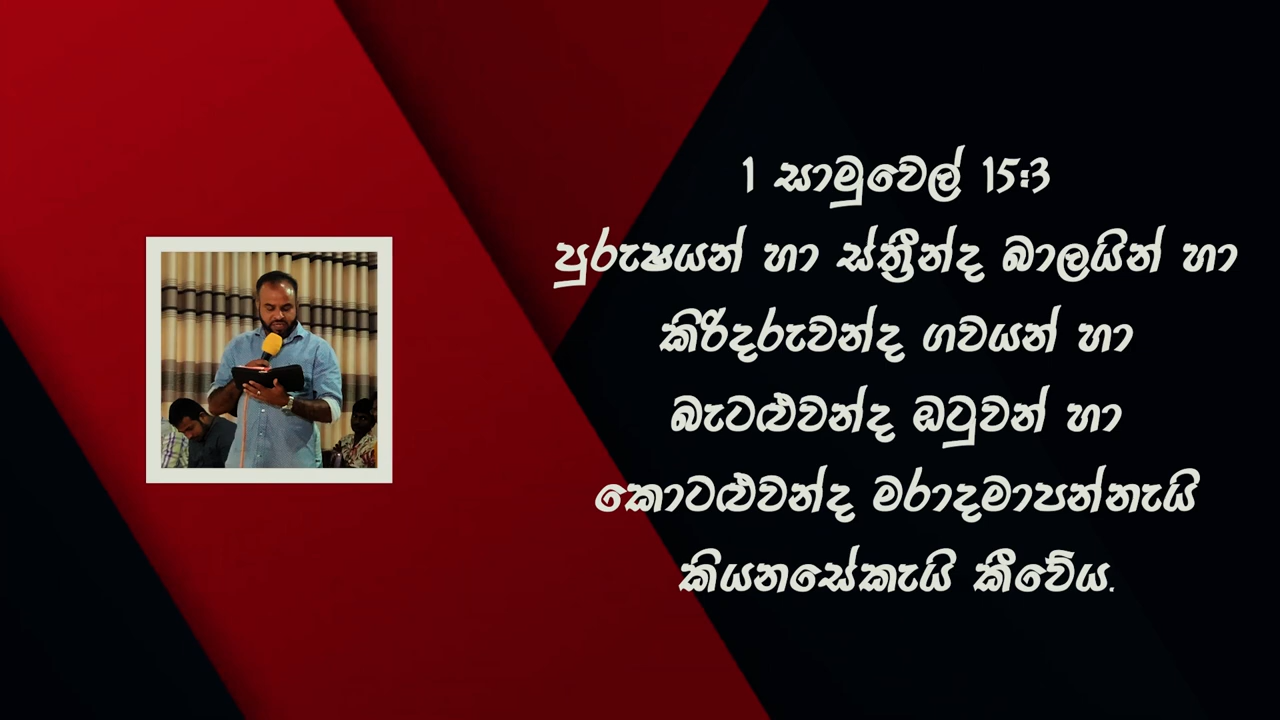 1 සාමුවෙල් 15:3
පුරුෂයන් හා ස්ත්‍රීන්ද බාලයින් හා
කිරිදරුවන්ද ගවයන් හා
බැටළුවන්ද ඔටුවන් හා
කොටළුවන්ද මරාදමාපන්නැයි
කියනසේකැයි කීවේය.